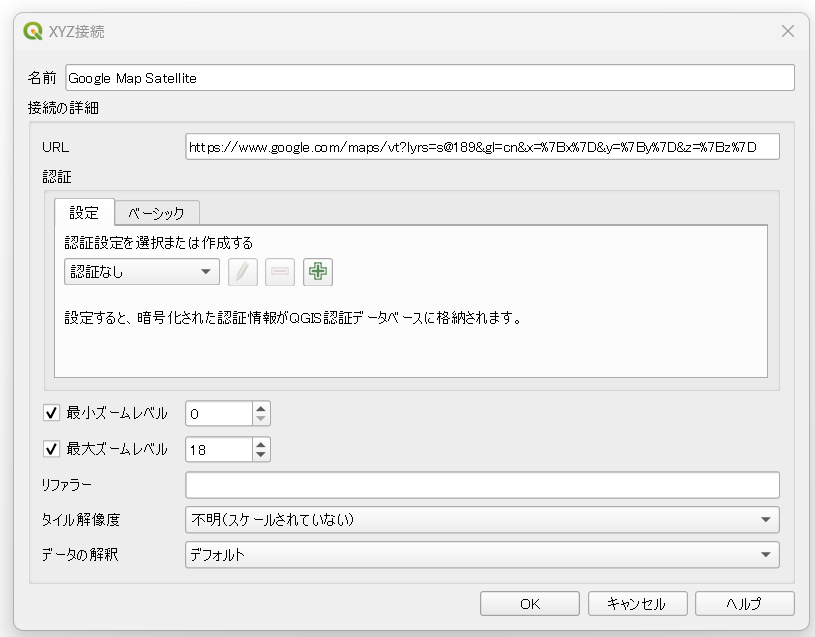 XYZ接続
名前 Google Map Satellite
接続の詳細
URL https://www.google.com/maps/vt?lyrs=s@189&gl=cn&x=%7Bx%7D&y=%7By%7D&z=%7Bz%7D
認証
設定 ベーシック
認証設定を選択または作成する
認証なし
設定すると、暗号化された認証情報がQGIS認証データベースに格納されます。
最小ズームレベル 0
最大ズームレベル 18
リファラー
タイル解像度 不明(スケールされていない)
データの解釈 デフォルト
OK キャンセル ヘルプ